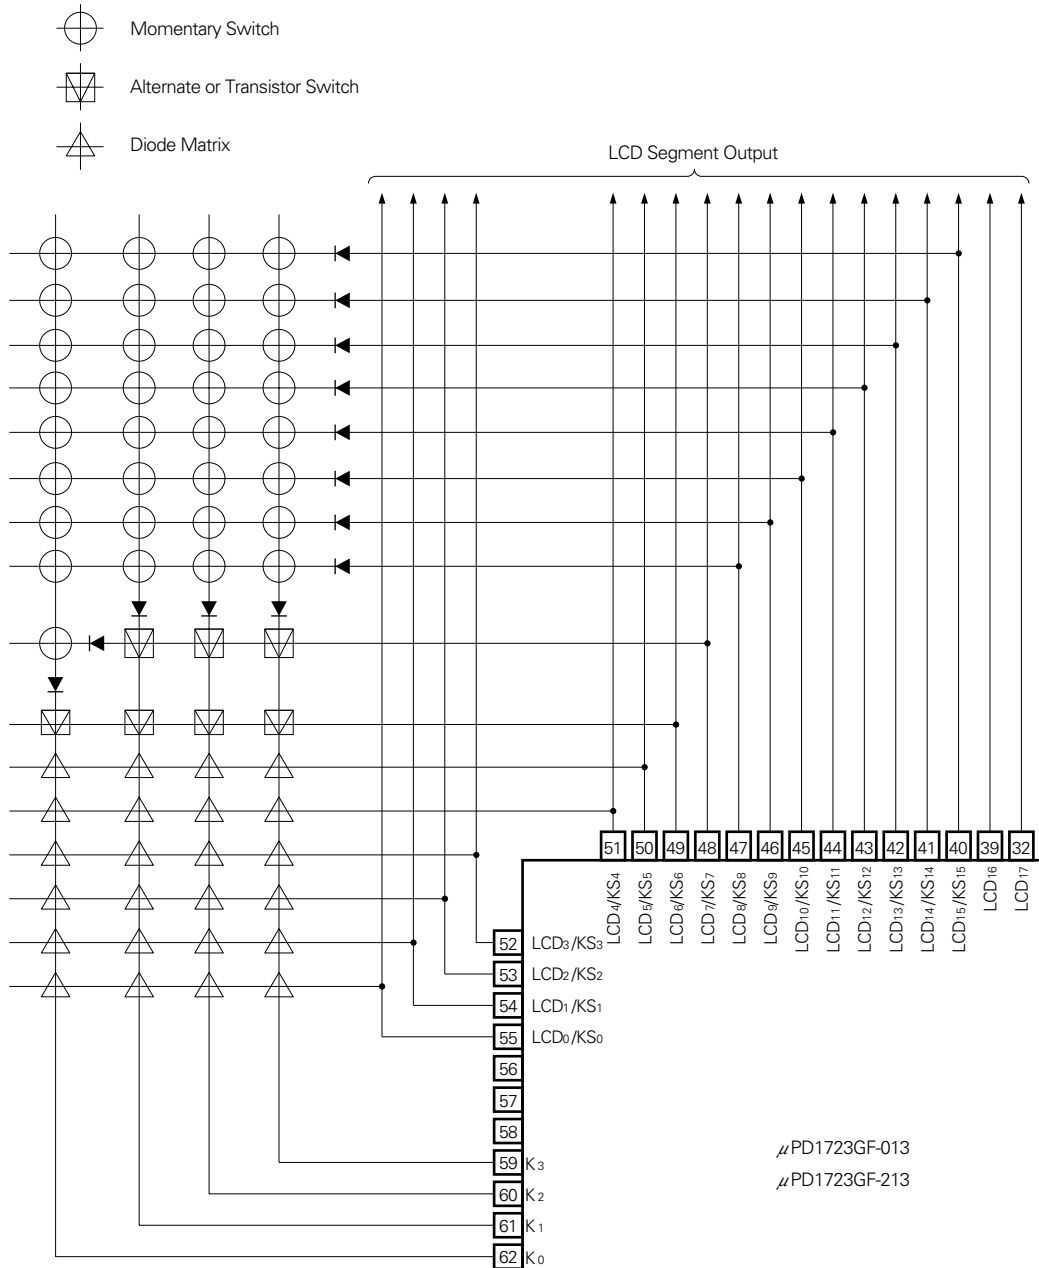 Momentary Switch
Alternate or Transistor Switch
Diode Matrix
LCD Segment Output
51 50 49 48 47 46 45 44 43 42 41 40 39 32
LCD4/KS4
LCD5/KS5
LCD6/KS6
LCD7/KS7
LCD8/KS8
LCD9/KS9
LCD10/KS10
LCD11/KS11
LCD12/KS12
LCD13/KS13
LCD14/KS14
LCD15/KS15
LCD16
LCD17
52 LCD3/KS3
53 LCD2/KS2
54 LCD1/KS1
55 LCD0/KS0
56
57
58
μPD1723GF-013
59 K3
μPD1723GF-213
60 K2
61 K1
62 K0